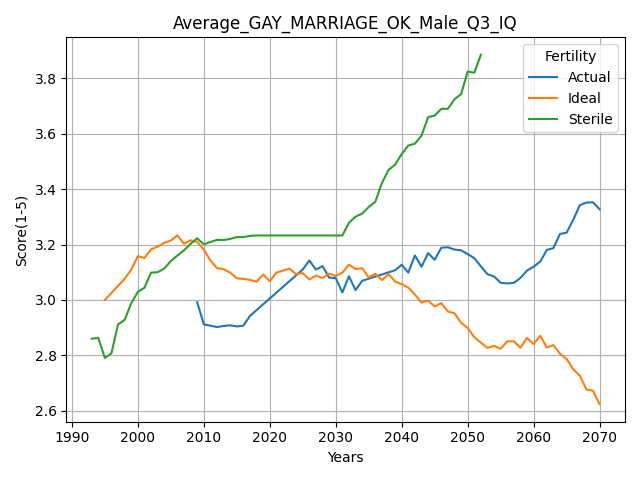 Average_GAY_MARRIAGE_OK_Male_Q3_IQ
Fertility
Actual
Ideal
Sterile
Score(1-5)
3.8
3.6
3.4
3.2
3.0
2.8
2.6
1990 2000 2010 2020 2030 2040 2050 2060 2070
Years